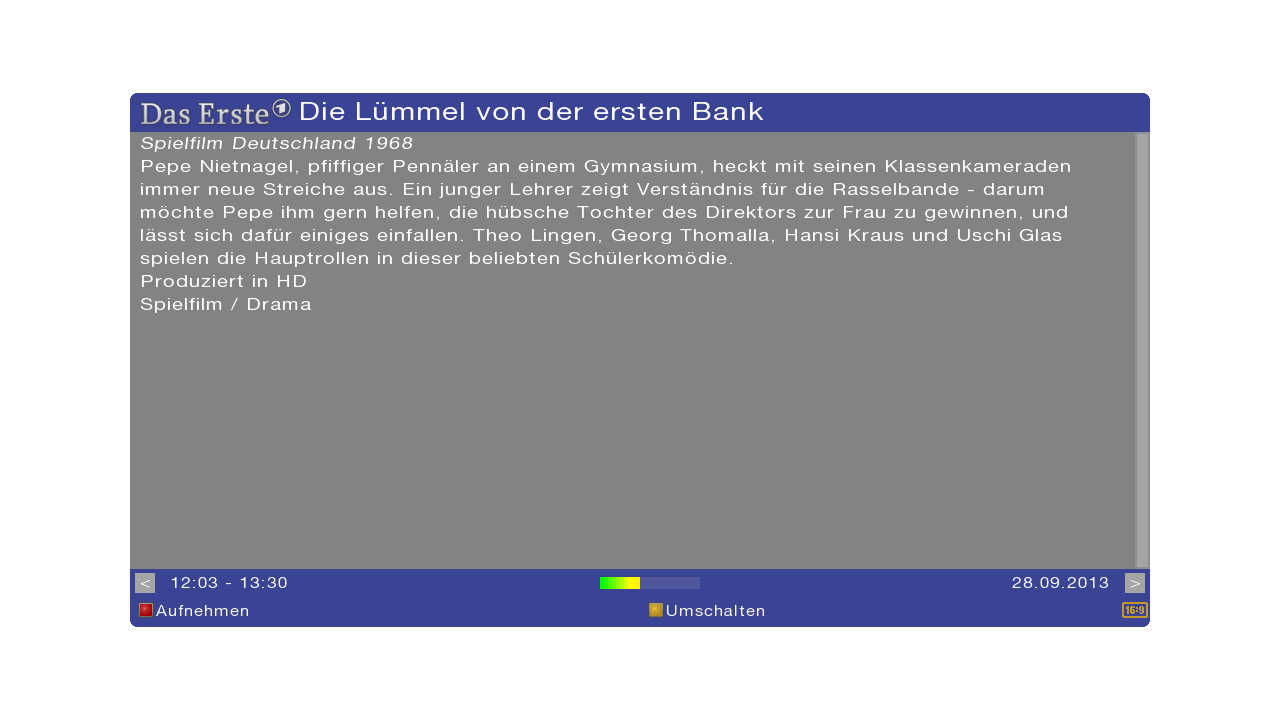 Das Erste Die Lümmel von der ersten Bank
Spielfilm Deutschland 1968
Pepe Nietnagel, pfiffiger Pennäler an einem Gymnasium, heckt mit seinen Klassenkameraden
immer neue Streiche aus. Ein junger Lehrer zeigt Verständnis für die Rasselbande - darum
möchte Pepe ihm gern helfen, die hübsche Tochter des Direktors zur Frau zu gewinnen, und
lässt sich dafür einiges einfallen. Theo Lingen, Georg Thomalla, Hansi Kraus und Uschi Glas
spielen die Hauptrollen in dieser beliebten Schülerkomödie.
Produziert in HD
Spielfilm / Drama
< 12:03 - 13:30 28.09.2013 >
Aufnehmen Umschalten 16:9